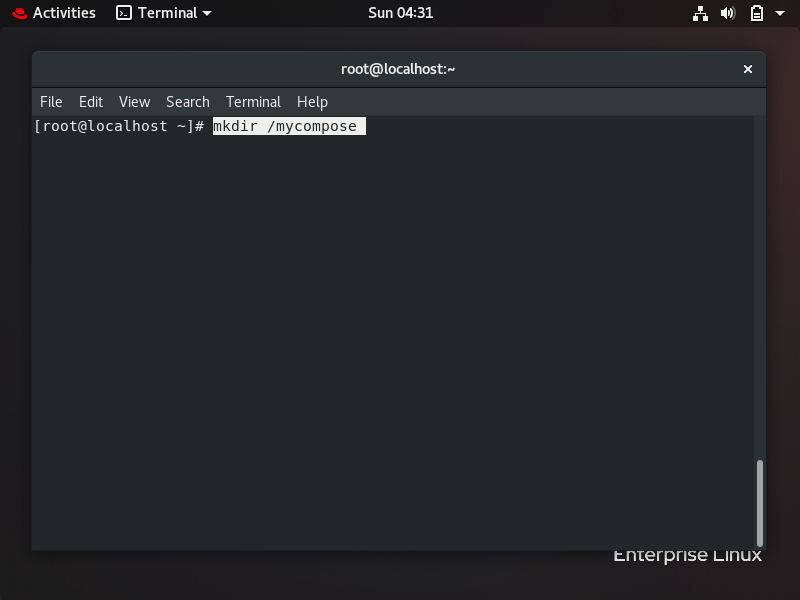 Activities Terminal Sun 04:31
root@localhost:~
File Edit View Search Terminal Help
[root@localhost ~]# mkdir /mycompose
Enterprise Linux